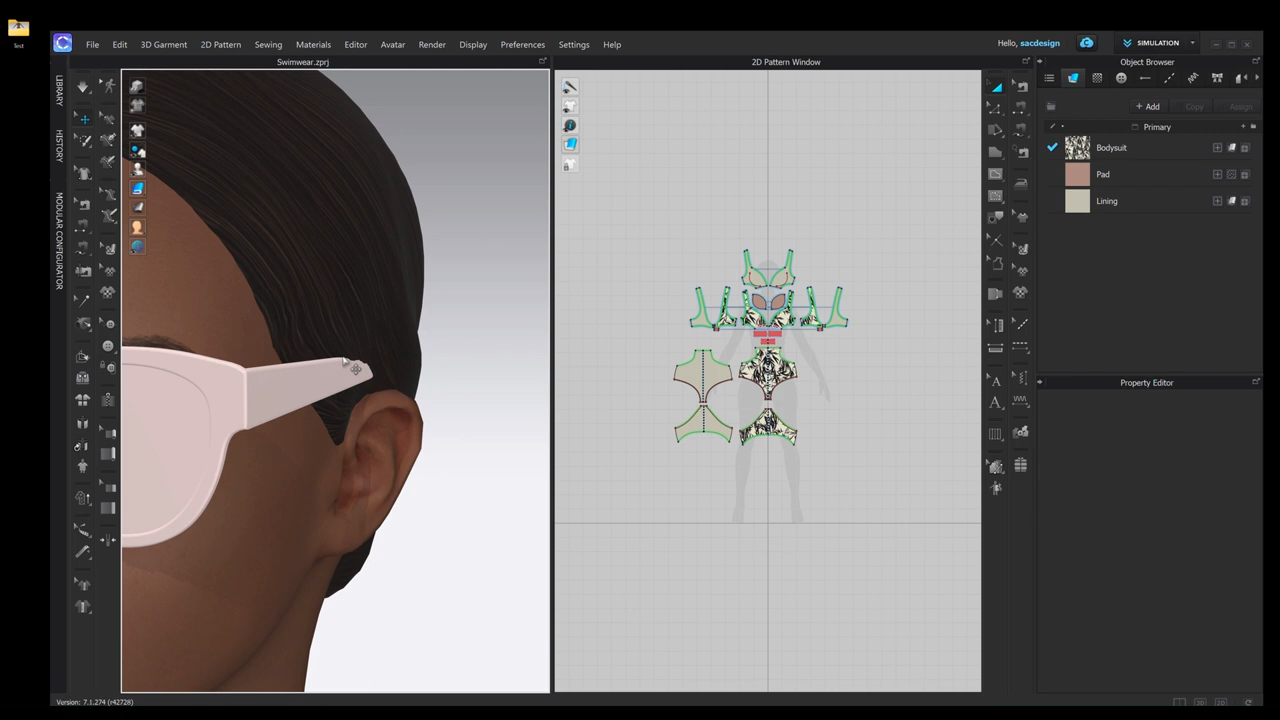 Test
File Edit 3D Garment 2D Pattern Sewing Materials Editor Avatar Render Display Preferences Settings Help
Hello, sacdesign
SIMULATION
Swimwear.zprj
2D Pattern Window
Object Browser
LIBRARY
HISTORY
MODULAR CONFIGURATOR
+ Add Copy Assign
Primary
Bodysuit
Pad
Lining
Property Editor
Version: 7.1.274 (r42728)